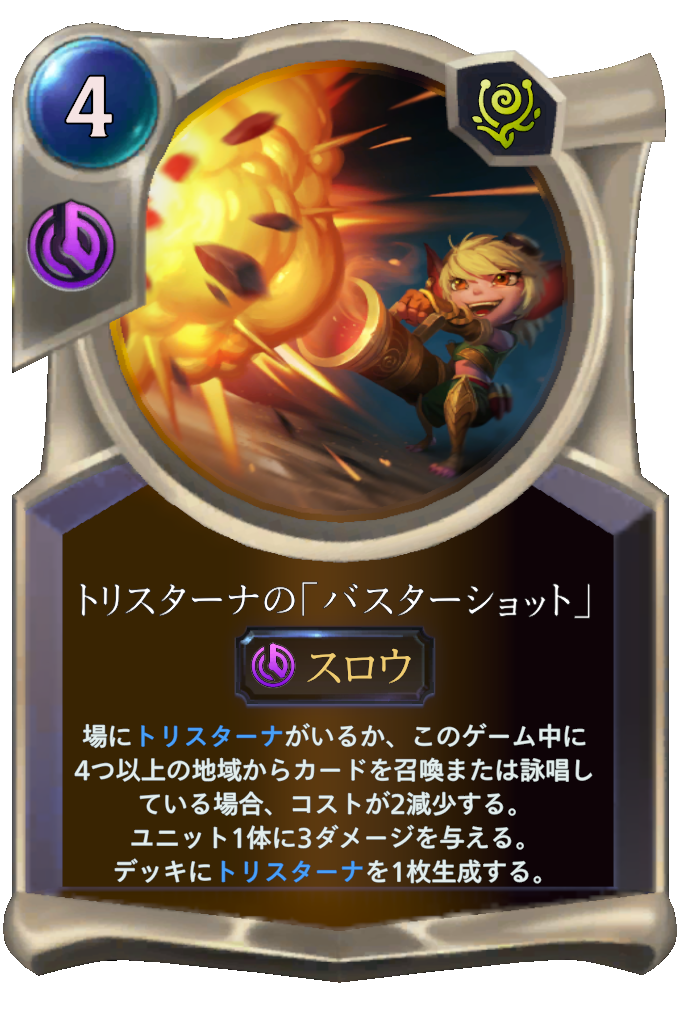 4
トリスターナの「バスターショット」
スロウ
場にトリスターナがいるか、このゲーム中に
4つ以上の地域からカードを召喚または詠唱し
ている場合、コストが2減少する。
ユニット1体に3ダメージを与える。
デッキにトリスターナを1枚生成する。